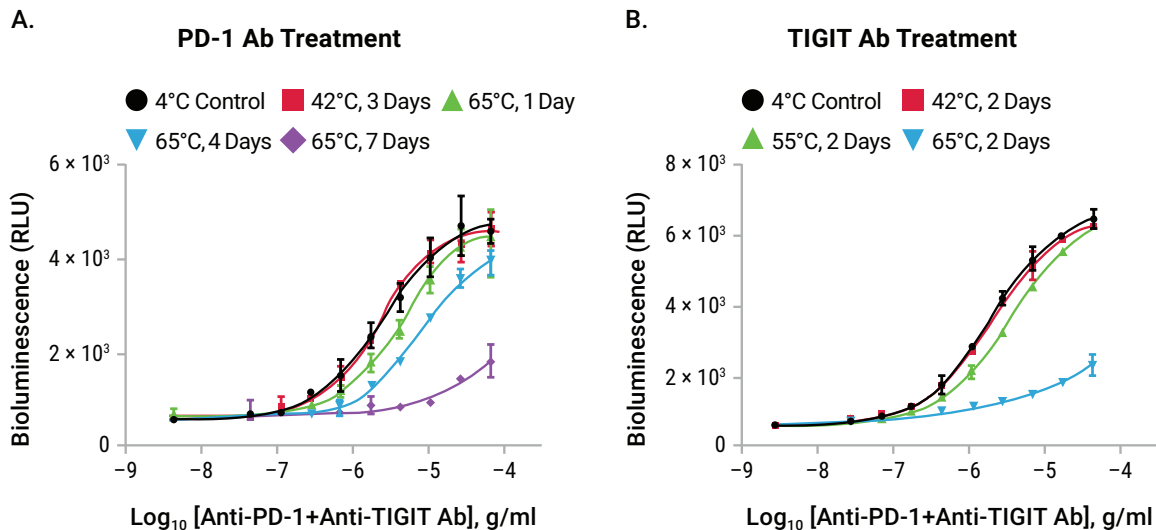 A.
PD-1 Ab Treatment
4°C Control 42°C, 3 Days 65°C, 1 Day
65°C, 4 Days 65°C, 7 Days
6 × 10³
4 × 10³
2 × 10³
0
Bioluminescence (RLU)
−9 −8 −7 −6 −5 −4
Log₁₀ [Anti-PD-1+Anti-TIGIT Ab], g/ml
B.
TIGIT Ab Treatment
4°C Control 42°C, 2 Days
55°C, 2 Days 65°C, 2 Days
8 × 10³
6 × 10³
4 × 10³
2 × 10³
0
Bioluminescence (RLU)
−9 −8 −7 −6 −5 −4
Log₁₀ [Anti-PD-1+Anti-TIGIT Ab], g/ml